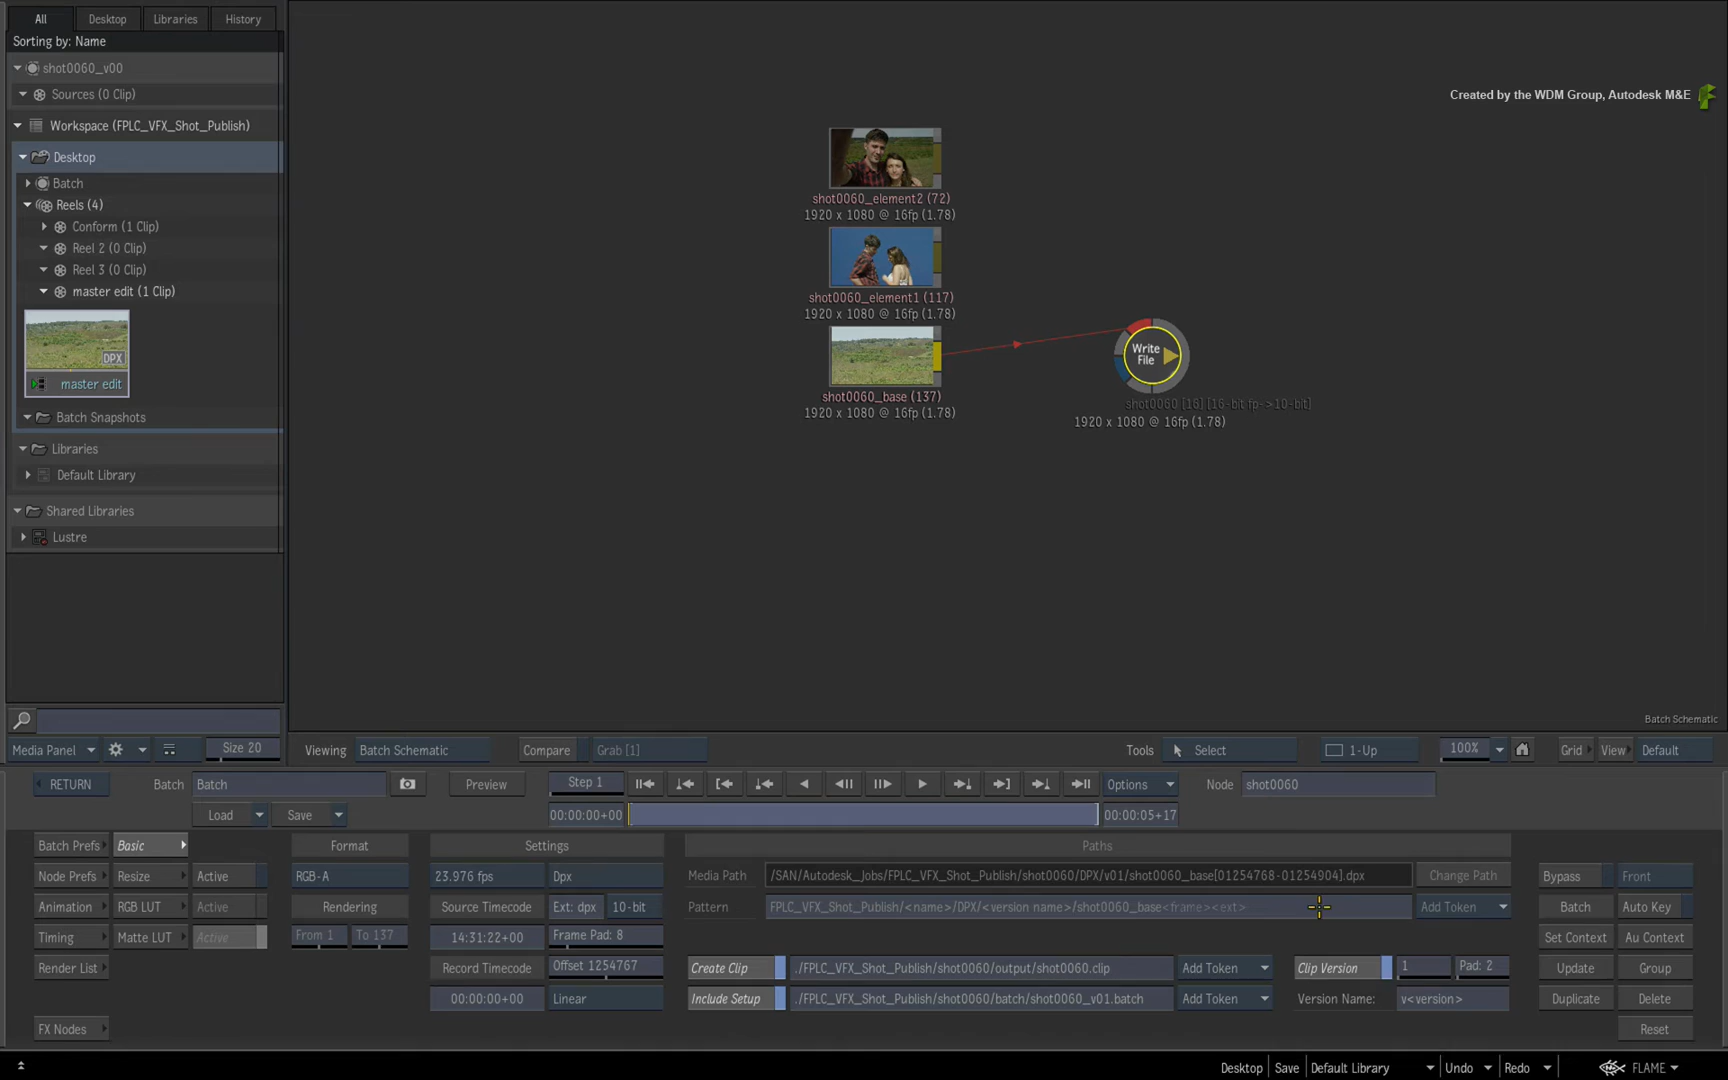 All Desktop Libraries History
Sorting by: Name
shot0060_v00
Sources (0 Clip)
Workspace (FPLC_VFX_Shot_Publish)
Desktop
Batch
Reels (4)
Conform (1 Clip)
Reel 2 (0 Clip)
Reel 3 (0 Clip)
master edit (1 Clip)
DPX
master edit
Batch Snapshots
Libraries
Default Library
Shared Libraries
Lustre
Created by the WDM Group, Autodesk M&E
shot0060_element2 (72)
1920 x 1080 @ 16fp (1.78)
shot0060_element1 (117)
1920 x 1080 @ 16fp (1.78)
shot0060_base (137)
1920 x 1080 @ 16fp (1.78)
Write
File
shot0060 [16] [16-bit fp->10-bit]
1920 x 1080 @ 16fp (1.78)
Batch Schematic
Media Panel Size 20 Viewing Batch Schematic Compare Grab [1] Tools Select 1-Up 100% Grid View Default
RETURN Batch Batch Preview Step 1 Options Node shot0060
Load Save 00:00:00+00 00:00:05+17
Batch Prefs Basic Format Settings Paths
Node Prefs Resize Active RGB-A 23.976 fps Dpx Media Path /SAN/Autodesk_Jobs/FPLC_VFX_Shot_Publish/shot0060/DPX/v01/shot0060_base[01254768-01254904].dpx Change Path Bypass Front
Animation RGB LUT Active Rendering Source Timecode Ext: dpx 10-bit Pattern FPLC_VFX_Shot_Publish/<name>/DPX/<version name>/shot0060_base<frame><ext> Add Token Batch Auto Key
Timing Matte LUT Active From 1 To 137 14:31:22+00 Frame Pad: 8 Set Context Au Context
Render List Record Timecode Offset 1254767 Create Clip ./FPLC_VFX_Shot_Publish/shot0060/output/shot0060.clip Add Token Clip Version 1 Pad: 2 Update Group
00:00:00+00 Linear Include Setup ./FPLC_VFX_Shot_Publish/shot0060/batch/shot0060_v01.batch Add Token Version Name: v<version> Duplicate Delete
FX Nodes Reset
Desktop Save Default Library Undo Redo FLAME